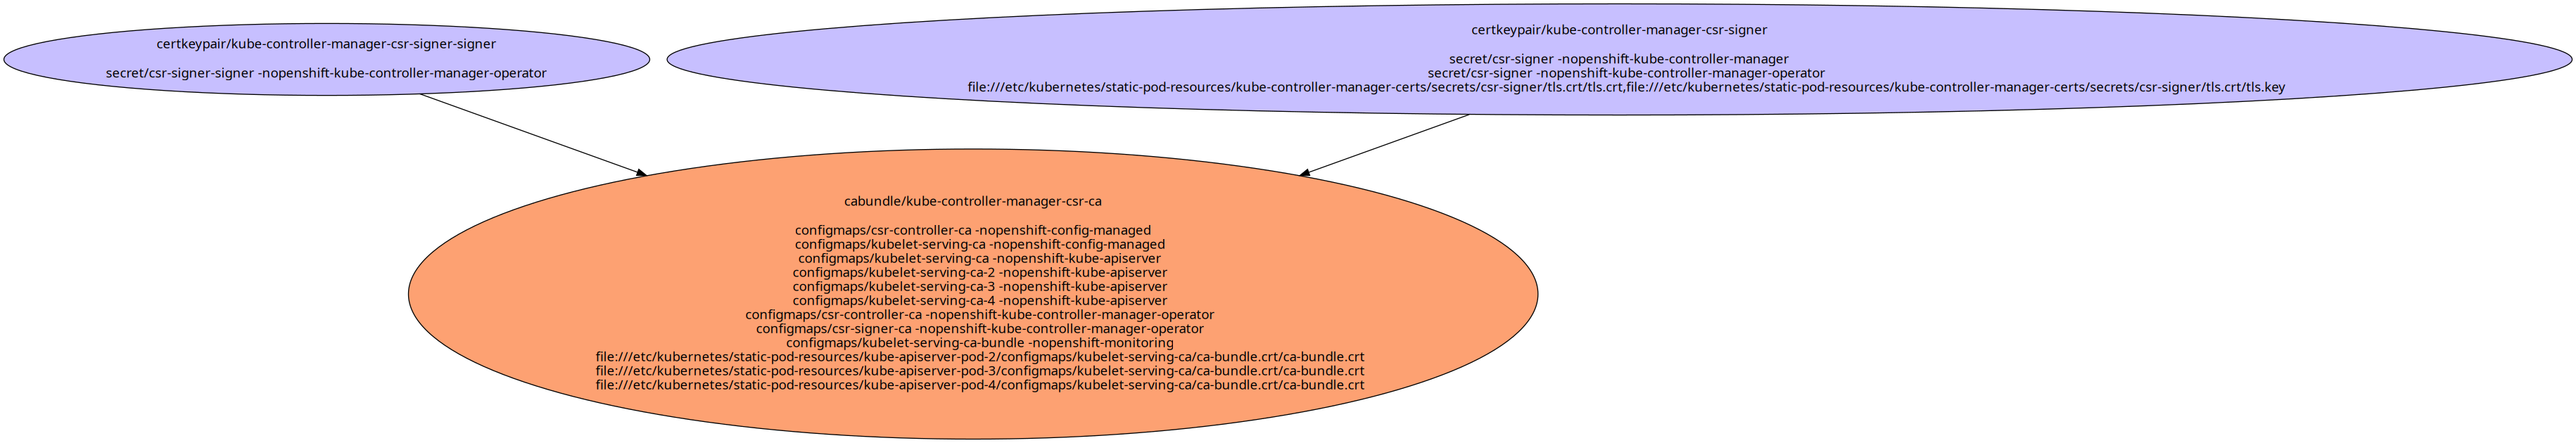 certkeypair/kube-controller-manager-csr-signer-signer
secret/csr-signer-signer -nopenshift-kube-controller-manager-operator
certkeypair/kube-controller-manager-csr-signer
secret/csr-signer -nopenshift-kube-controller-manager
secret/csr-signer -nopenshift-kube-controller-manager-operator
file:///etc/kubernetes/static-pod-resources/kube-controller-manager-certs/secrets/csr-signer/tls.crt/tls.crt,file:///etc/kubernetes/static-pod-resources/kube-controller-manager-certs/secrets/csr-signer/tls.crt/tls.key
cabundle/kube-controller-manager-csr-ca
configmaps/csr-controller-ca -nopenshift-config-managed
configmaps/kubelet-serving-ca -nopenshift-config-managed
configmaps/kubelet-serving-ca -nopenshift-kube-apiserver
configmaps/kubelet-serving-ca-2 -nopenshift-kube-apiserver
configmaps/kubelet-serving-ca-3 -nopenshift-kube-apiserver
configmaps/kubelet-serving-ca-4 -nopenshift-kube-apiserver
configmaps/csr-controller-ca -nopenshift-kube-controller-manager-operator
configmaps/csr-signer-ca -nopenshift-kube-controller-manager-operator
configmaps/kubelet-serving-ca-bundle -nopenshift-monitoring
file:///etc/kubernetes/static-pod-resources/kube-apiserver-pod-2/configmaps/kubelet-serving-ca/ca-bundle.crt/ca-bundle.crt
file:///etc/kubernetes/static-pod-resources/kube-apiserver-pod-3/configmaps/kubelet-serving-ca/ca-bundle.crt/ca-bundle.crt
file:///etc/kubernetes/static-pod-resources/kube-apiserver-pod-4/configmaps/kubelet-serving-ca/ca-bundle.crt/ca-bundle.crt